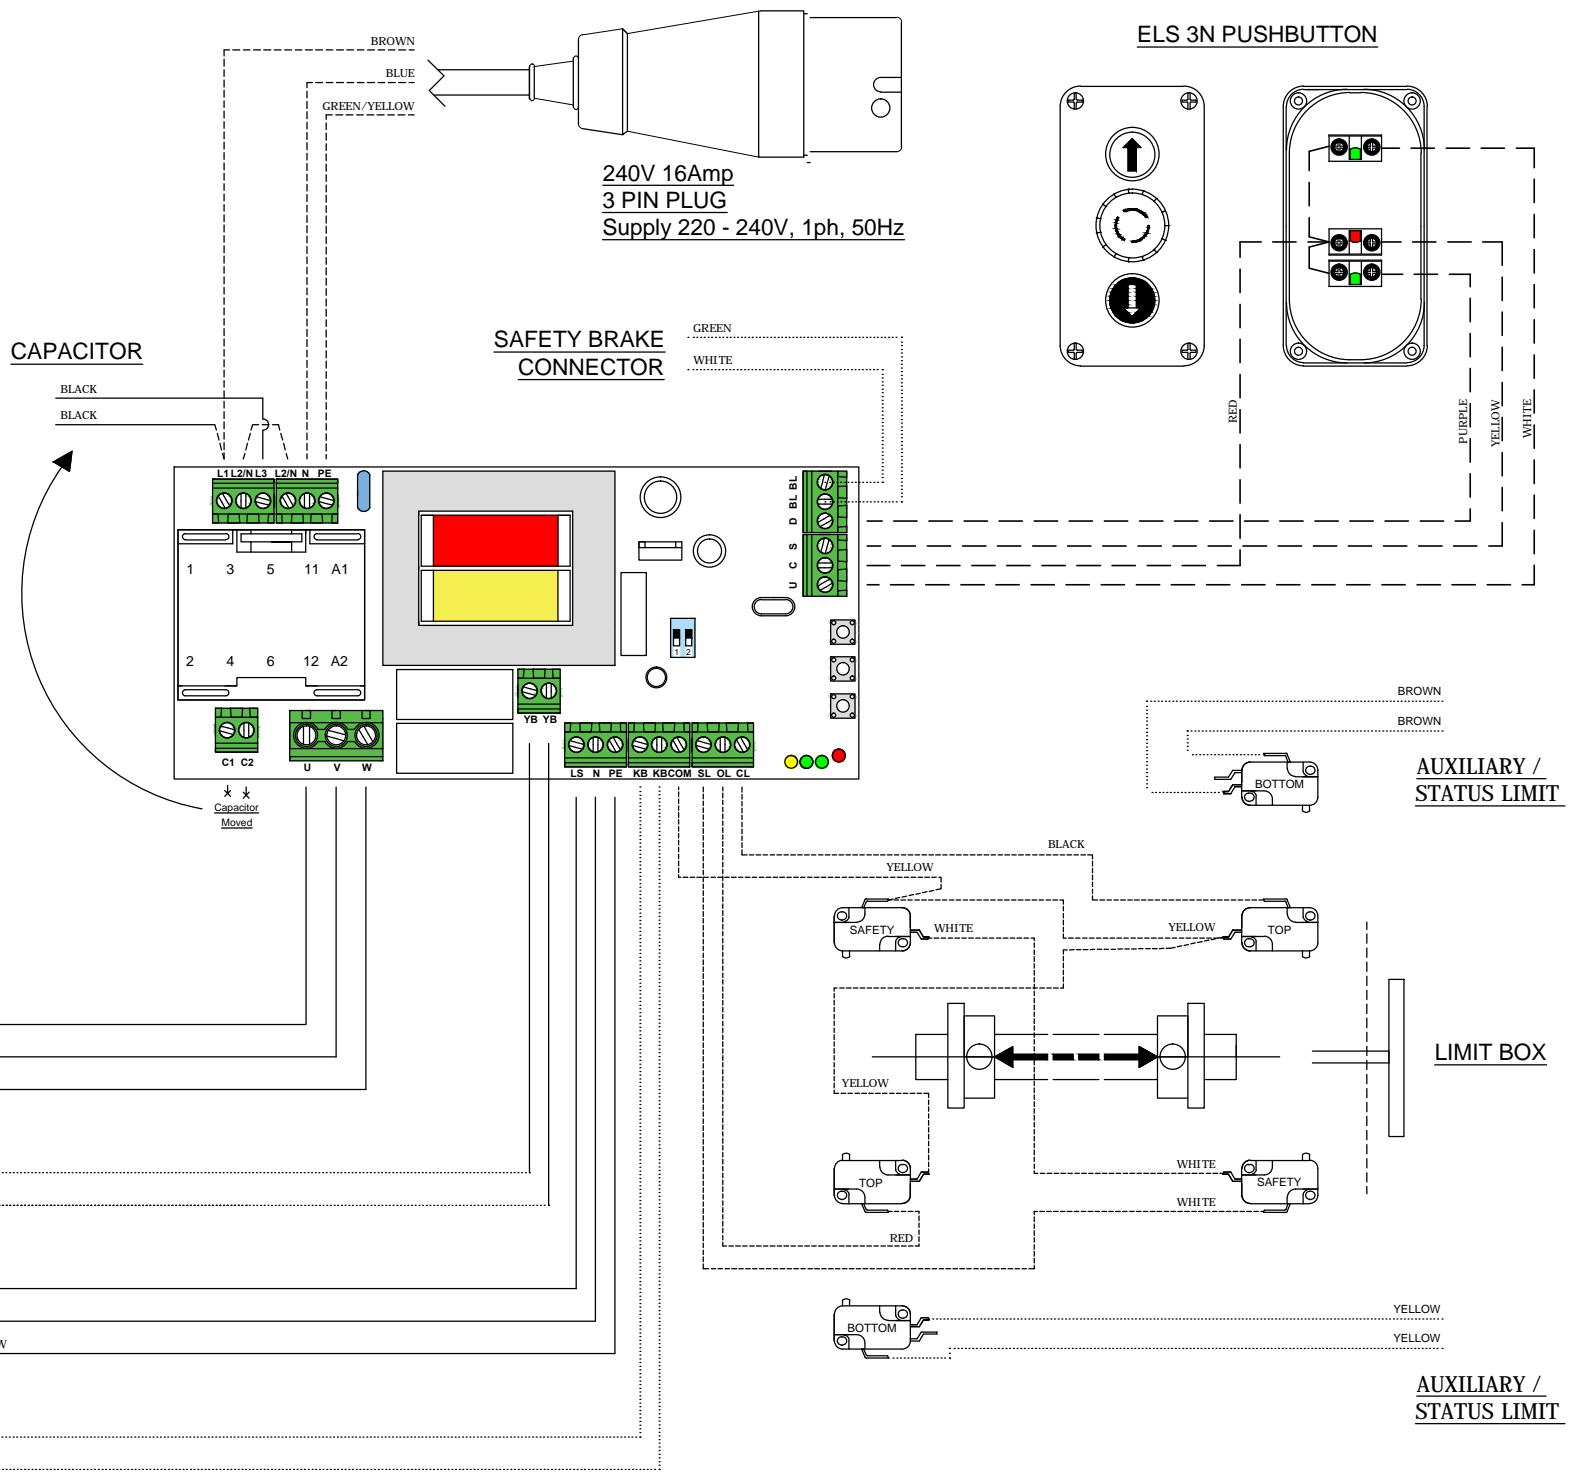 BROWN
BLUE
GREEN/YELLOW
240V 16Amp
3 PIN PLUG
Supply 220 - 240V, 1ph, 50Hz
ELS 3N PUSHBUTTON
RED
PURPLE
YELLOW
WHITE
CAPACITOR
BLACK
BLACK
SAFETY BRAKE
CONNECTOR
GREEN
WHITE
L1 L2/N L3 L2/N N PE
1 3 5 11 A1
2 4 6 12 A2
BL
BL
D
S
C
U
1 2
YB YB
C1 C2
U V W
LS N PE KB KB COM SL OL CL
Capacitor
Moved
BROWN
BROWN
BOTTOM
AUXILIARY /
STATUS LIMIT
BLACK
YELLOW
SAFETY
WHITE
YELLOW
TOP
LIMIT BOX
YELLOW
TOP
WHITE
SAFETY
WHITE
RED
BOTTOM
YELLOW
YELLOW
W
AUXILIARY /
STATUS LIMIT